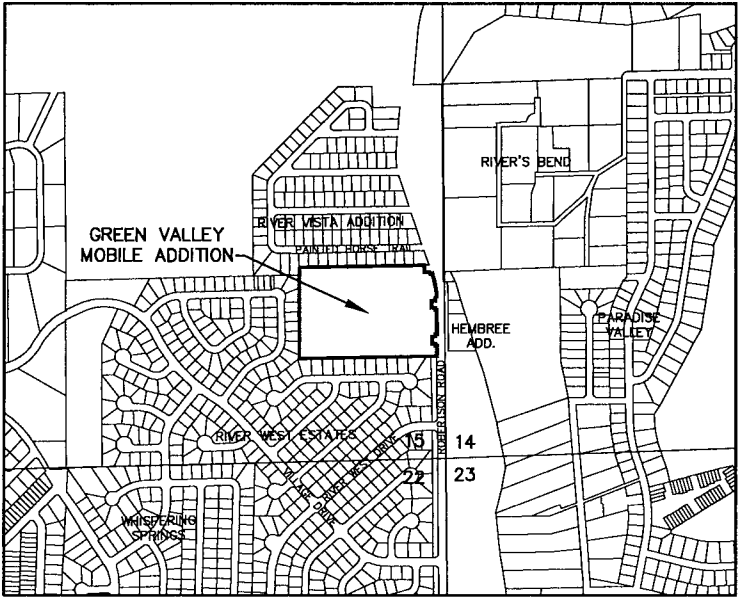 RIVER'S BEND
RIVER VISTA ADDITION
GREEN VALLEY
MOBILE ADDITION
PAINTED HORSE TRAIL
HEMBREE
ADD.
PARADISE
VALLEY
ROBERTSON ROAD
RIVER WEST ESTATES
RIVER WEST DRIVE
15
14
22
23
VILLAGE DRIVE
WHISPERING
SPRINGS